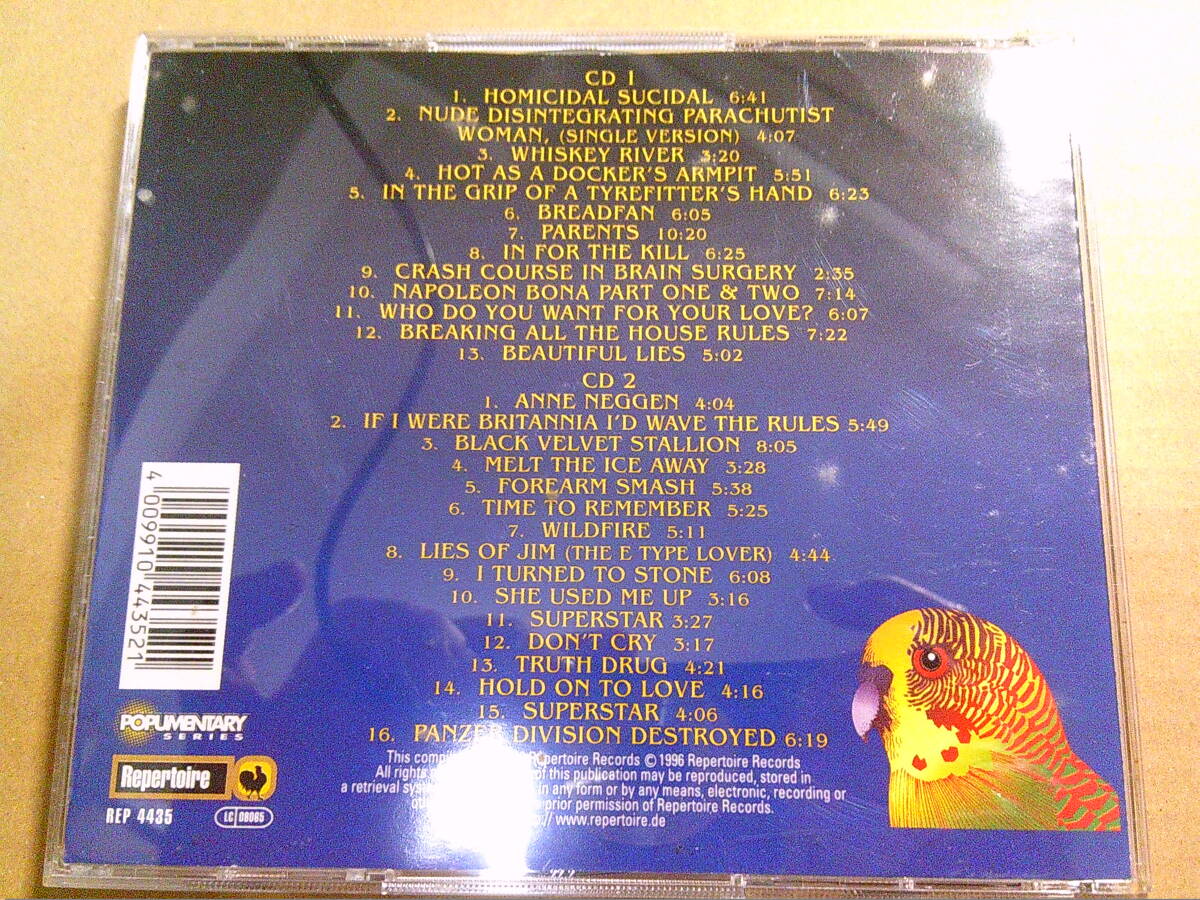 CD 1
1. HOMICIDAL SUCIDAL 6:41
2. NUDE DISINTEGRATING PARACHUTIST
WOMAN, (SINGLE VERSION) 4:07
3. WHISKEY RIVER 3:20
4. HOT AS A DOCKER'S ARMPIT 5:51
5. IN THE GRIP OF A TYREFITTER'S HAND 6:23
6. BREADFAN 6:05
7. PARENTS 10:20
8. IN FOR THE KILL 6:25
9. CRASH COURSE IN BRAIN SURGERY 2:35
10. NAPOLEON BONA PART ONE & TWO 7:14
11. WHO DO YOU WANT FOR YOUR LOVE? 6:07
12. BREAKING ALL THE HOUSE RULES 7:22
13. BEAUTIFUL LIES 5:02
CD 2
1. ANNE NEGGEN 4:04
2. IF I WERE BRITANNIA I'D WAVE THE RULES 5:49
3. BLACK VELVET STALLION 8:05
4. MELT THE ICE AWAY 3:28
5. FOREARM SMASH 5:38
6. TIME TO REMEMBER 5:25
7. WILDFIRE 5:11
8. LIES OF JIM (THE E TYPE LOVER) 4:44
9. I TURNED TO STONE 6:08
10. SHE USED ME UP 3:16
11. SUPERSTAR 3:27
12. DON'T CRY 3:17
13. TRUTH DRUG 4:21
14. HOLD ON TO LOVE 4:16
15. SUPERSTAR 4:06
16. PANZER DIVISION DESTROYED 6:19
This Repertoire Records © 1996 Repertoire Records
All rights of this publication may be reproduced, stored in
a retrieval in any form or by any means, electronic, recording or
prior permission of Repertoire Records.
www.repertoire.de
4 009910 443521
POPUMENTARY
SERIES
Repertoire
REP 4435
LC 08065